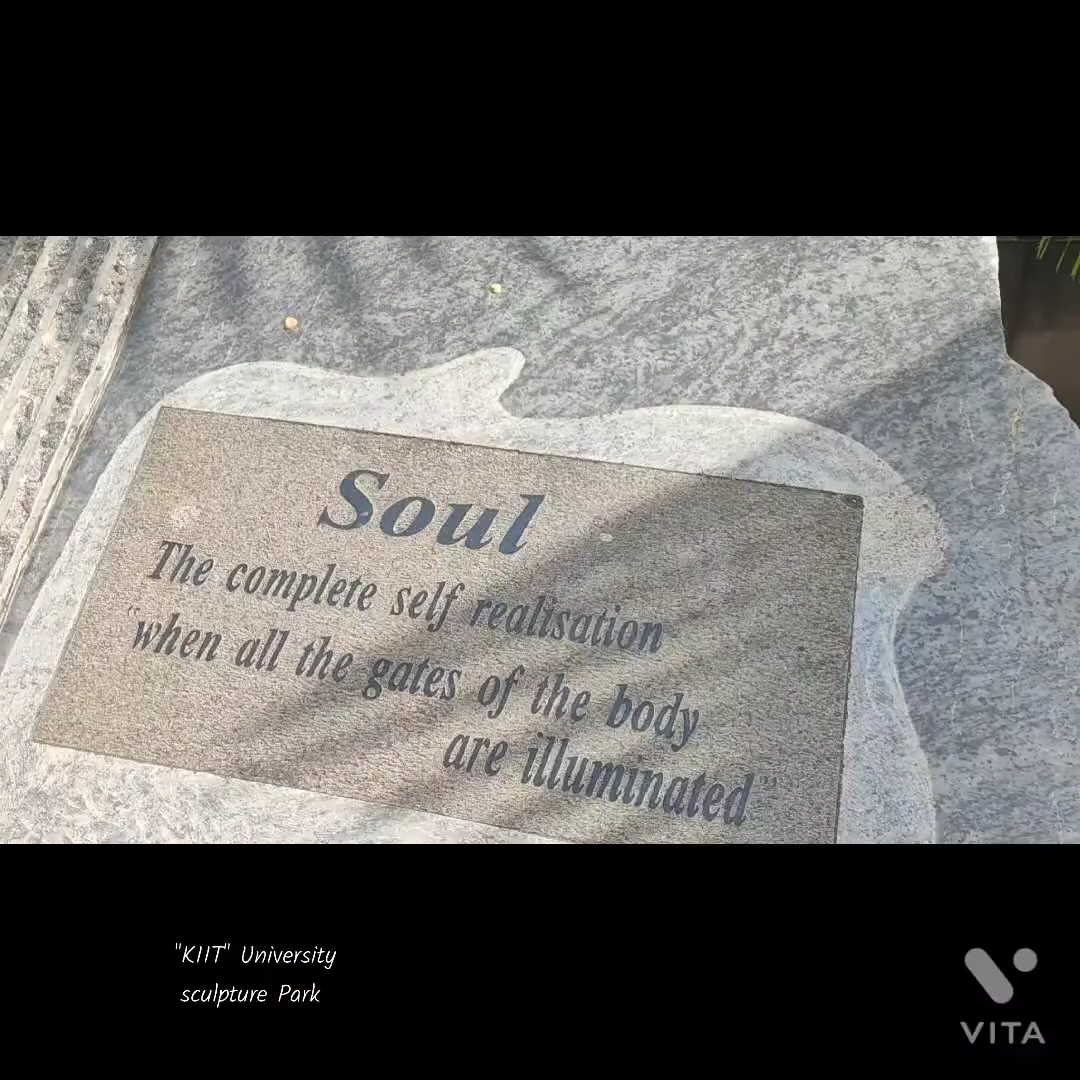 Soul
The complete self realisation
"when all the gates of the body
are illuminated"
"KIIT" University
sculpture Park
VITA